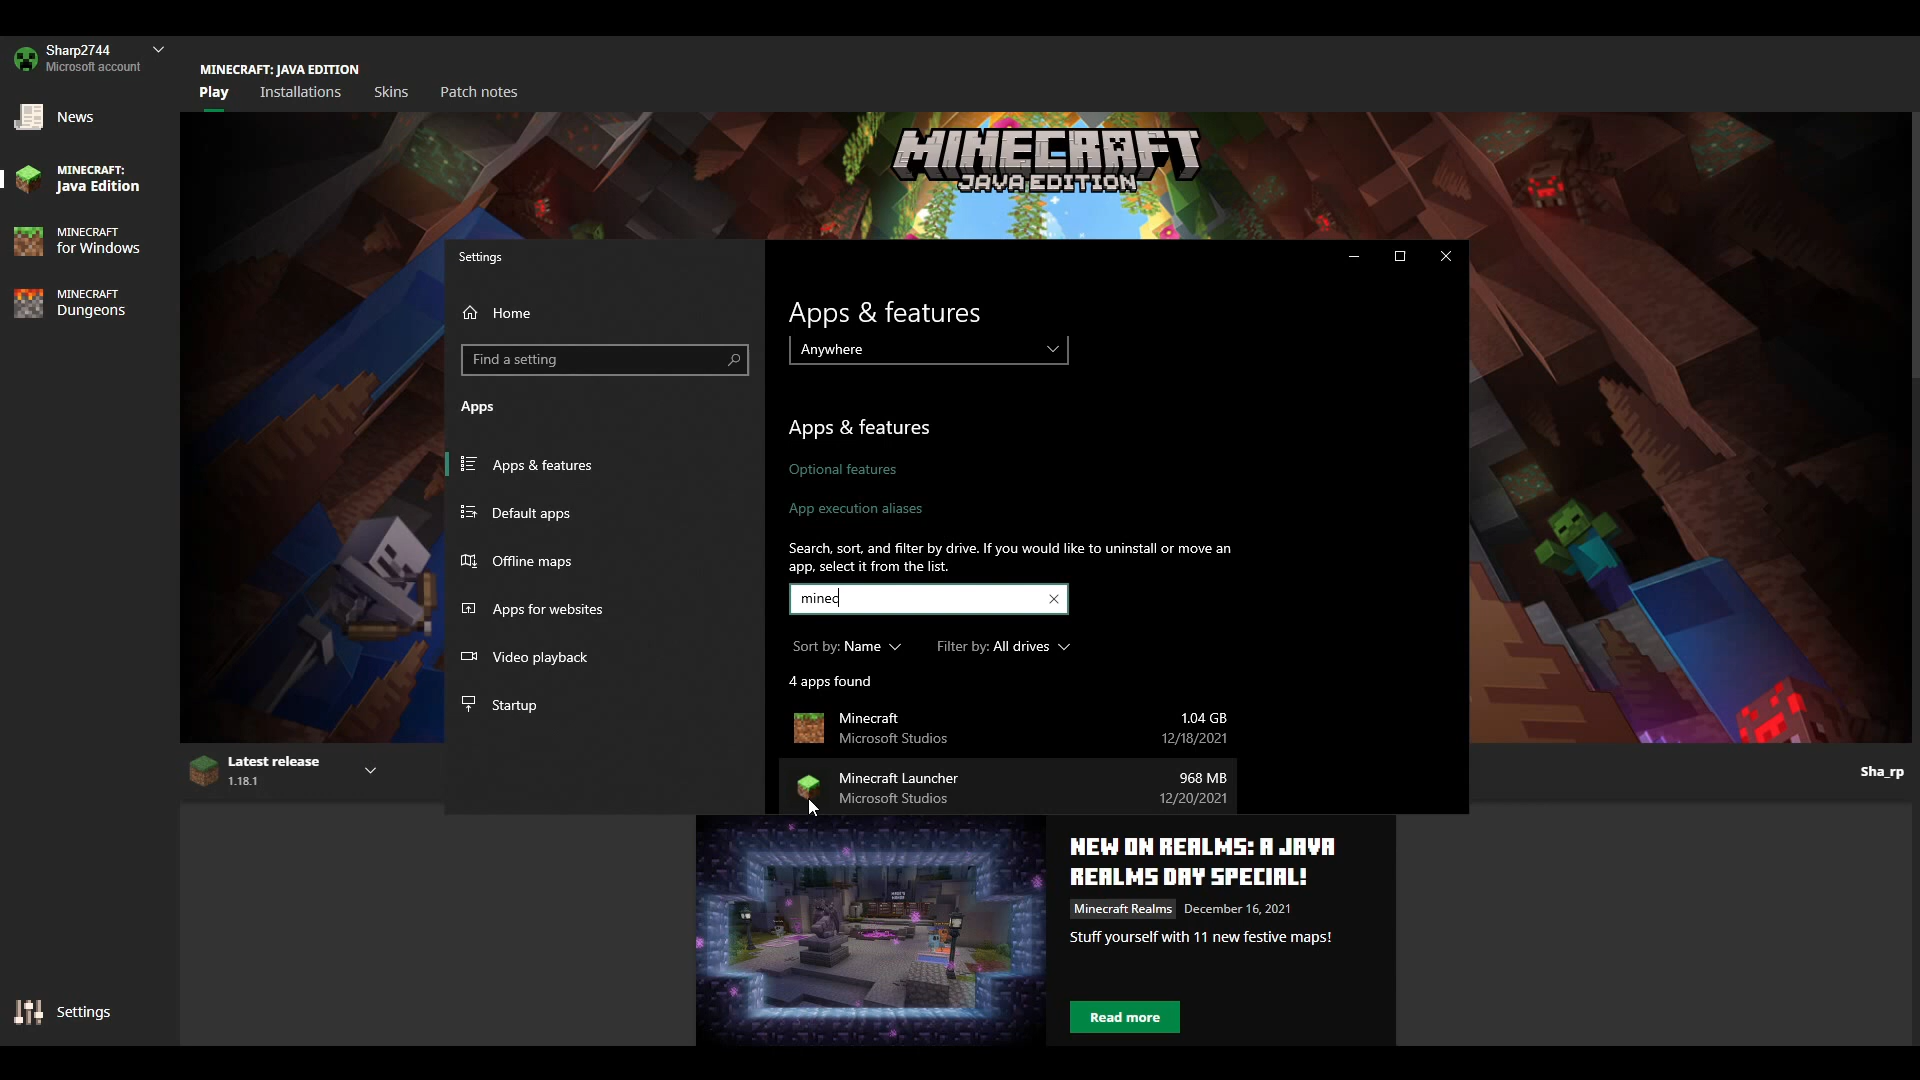 Sharp2744
Microsoft account
News
MINECRAFT:
Java Edition
MINECRAFT
for Windows
MINECRAFT
Dungeons
Settings
MINECRAFT: JAVA EDITION
Play
Installations
Skins
Patch notes
MINECRAFT
JAVA EDITION
Settings
Home
Find a setting
Apps
Apps & features
Default apps
Offline maps
Apps for websites
Video playback
Startup
Apps & features
Anywhere
Apps & features
Optional features
App execution aliases
Search, sort, and filter by drive. If you would like to uninstall or move an
app, select it from the list.
minec
Sort by: Name
Filter by: All drives
4 apps found
Minecraft
1.04 GB
Microsoft Studios
12/18/2021
Minecraft Launcher
968 MB
Microsoft Studios
12/20/2021
Latest release
1.18.1
Sha_rp
NEW ON REALMS: A JAVA
REALMS DAY SPECIAL!
Minecraft Realms
December 16, 2021
Stuff yourself with 11 new festive maps!
Read more